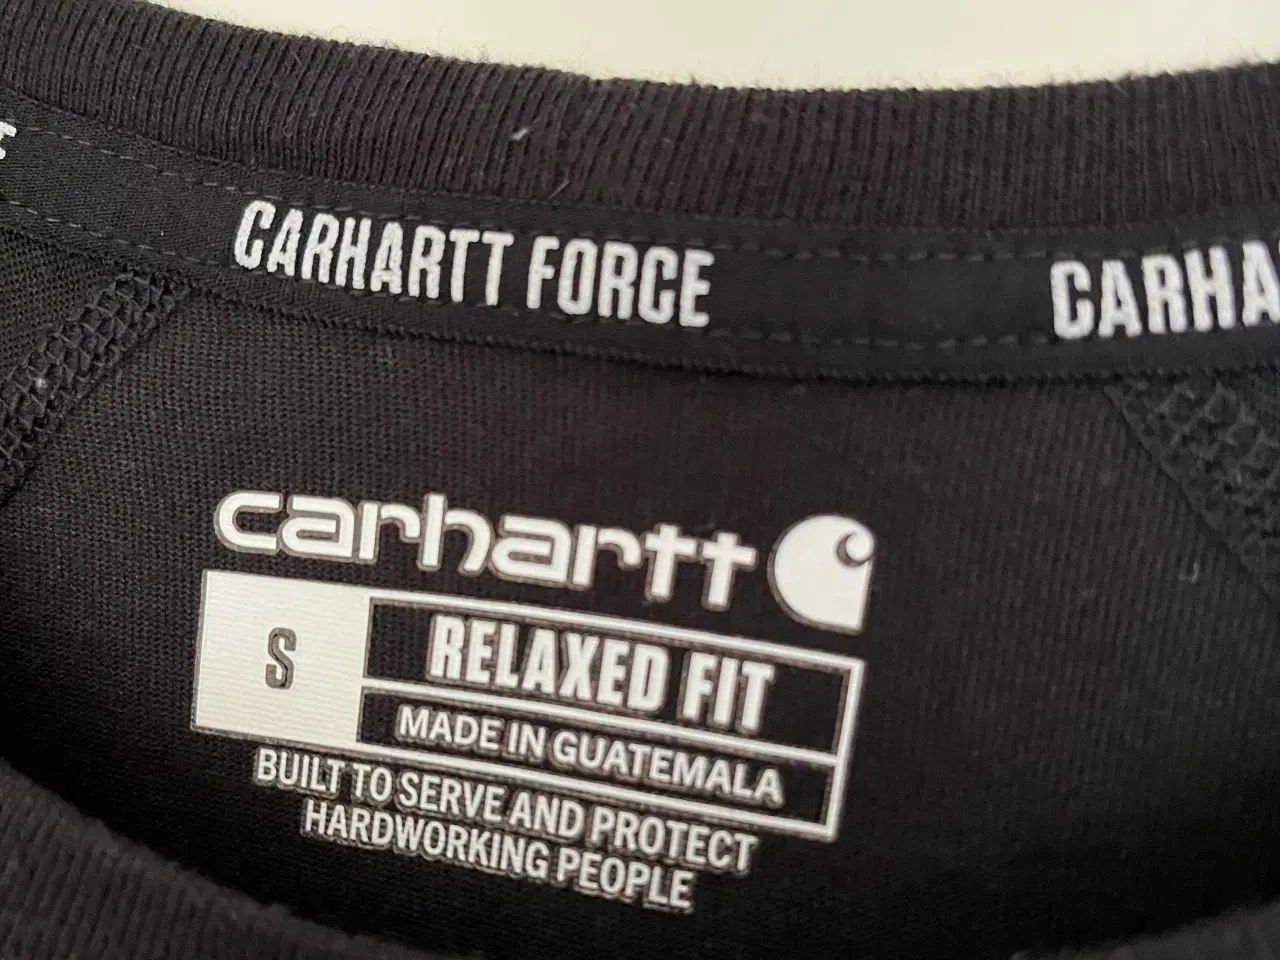 CARHARTT FORCE CARHA
carhartt
S RELAXED FIT
MADE IN GUATEMALA
BUILT TO SERVE AND PROTECT
HARDWORKING PEOPLE